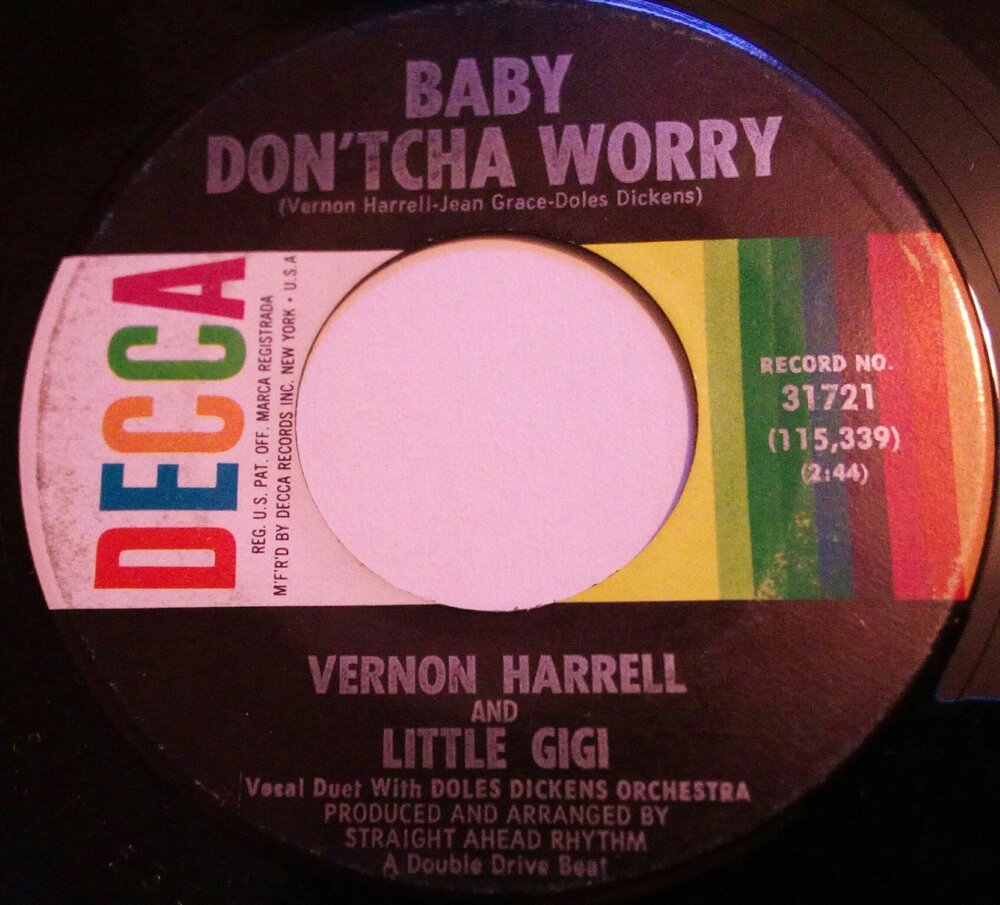 BABY
DON'TCHA WORRY
(Vernon Harrell-Jean Grace-Doles Dickens)
DECCA
REG. U.S. PAT. OFF. MARCA REGISTRADA
M'F'R'D BY DECCA RECORDS INC. NEW YORK • U.S.A
RECORD NO.
31721
(115,339)
(2:44)
VERNON HARRELL
AND
LITTLE GIGI
Vocal Duet With DOLES DICKENS ORCHESTRA
PRODUCED AND ARRANGED BY
STRAIGHT AHEAD RHYTHM
A Double Drive Beat